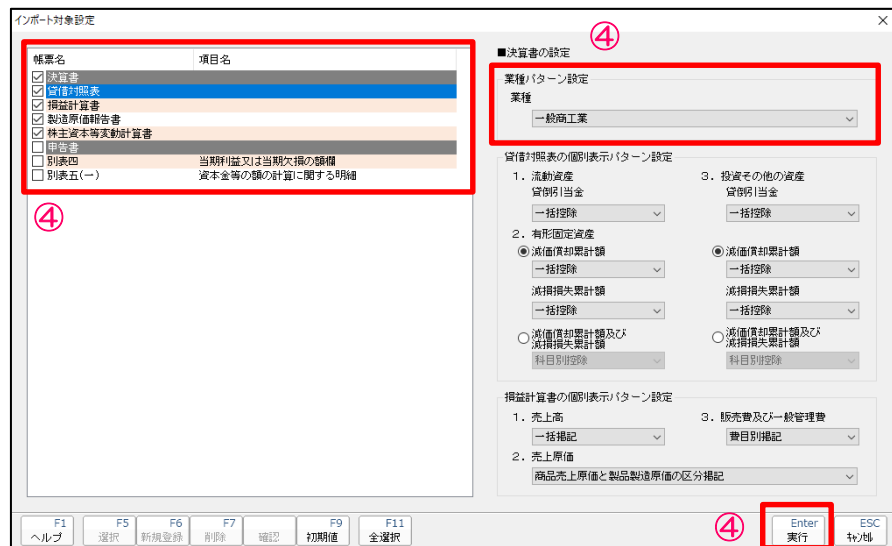 インポート対象設定
④
帳票名 項目名
決算書
貸借対照表
損益計算書
製造原価報告書
株主資本等変動計算書
申告書
別表四 当期利益又は当期欠損の額欄
別表五(一) 資本金等の額の計算に関する明細
④
■決算書の設定
業種パターン設定
業種
一般商工業
貸借対照表の個別表示パターン設定
1. 流動資産
貸倒引当金
一括控除
2. 有形固定資産
減価償却累計額
一括控除
減損損失累計額
一括控除
減価償却累計額及び
減損損失累計額
科目別控除
3. 投資その他の資産
貸倒引当金
一括控除
減価償却累計額
一括控除
減損損失累計額
一括控除
減価償却累計額及び
減損損失累計額
科目別控除
損益計算書の個別表示パターン設定
1. 売上高
一括掲記
3. 販売費及び一般管理費
費目別掲記
2. 売上原価
商品売上原価と製品製造原価の区分掲記
F1 F5 F6 F7 F9 F11 ④ Enter ESC
ヘルプ 選択 新規登録 削除 確認 初期値 全選択 実行 キャンセル